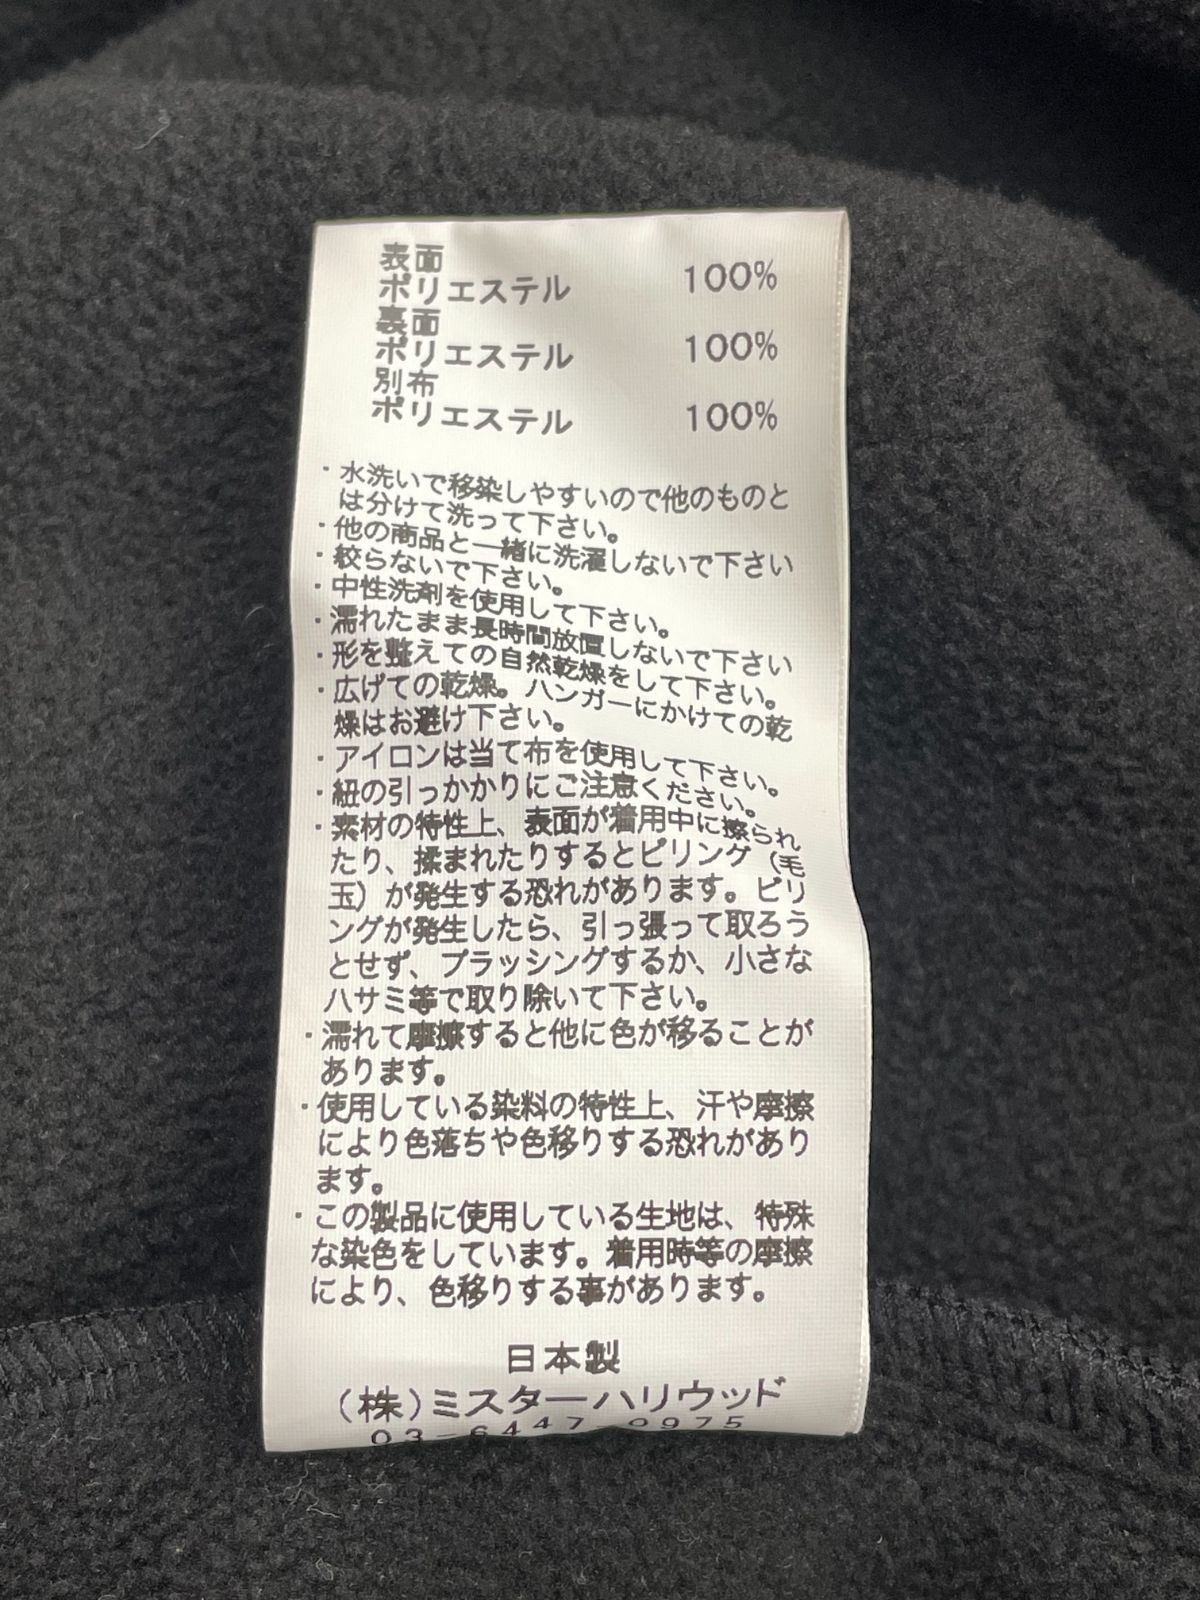 表面
ポリエステル 100%
裏面
ポリエステル 100%
別布
ポリエステル 100%
・水洗いで移染しやすいので他のものと
は分けて洗って下さい。
・他の商品と一緒に洗濯しないで下さい
・絞らないで下さい。
・中性洗剤を使用して下さい。
・濡れたまま長時間放置しないで下さい
・形を整えての自然乾燥をして下さい。
・広げての乾燥。ハンガーにかけての乾
燥はお避け下さい。
・アイロンは当て布を使用して下さい。
・紐の引っかかりにご注意ください。
・素材の特性上、表面が着用中に擦られ
たり、揉まれたりするとピリング（毛
玉）が発生する恐れがあります。ピリ
ングが発生したら、引っ張って取ろう
とせず、ブラッシングするか、小さな
ハサミ等で取り除いて下さい。
・濡れて摩擦すると他に色が移ることが
あります。
・使用している染料の特性上、汗や摩擦
により色落ちや色移りする恐れがあり
ます。
・この製品に使用している生地は、特殊
な染色をしています。着用時等の摩擦
により、色移りする事があります。
日本製
（株）ミスターハリウッド
03-6447-9975